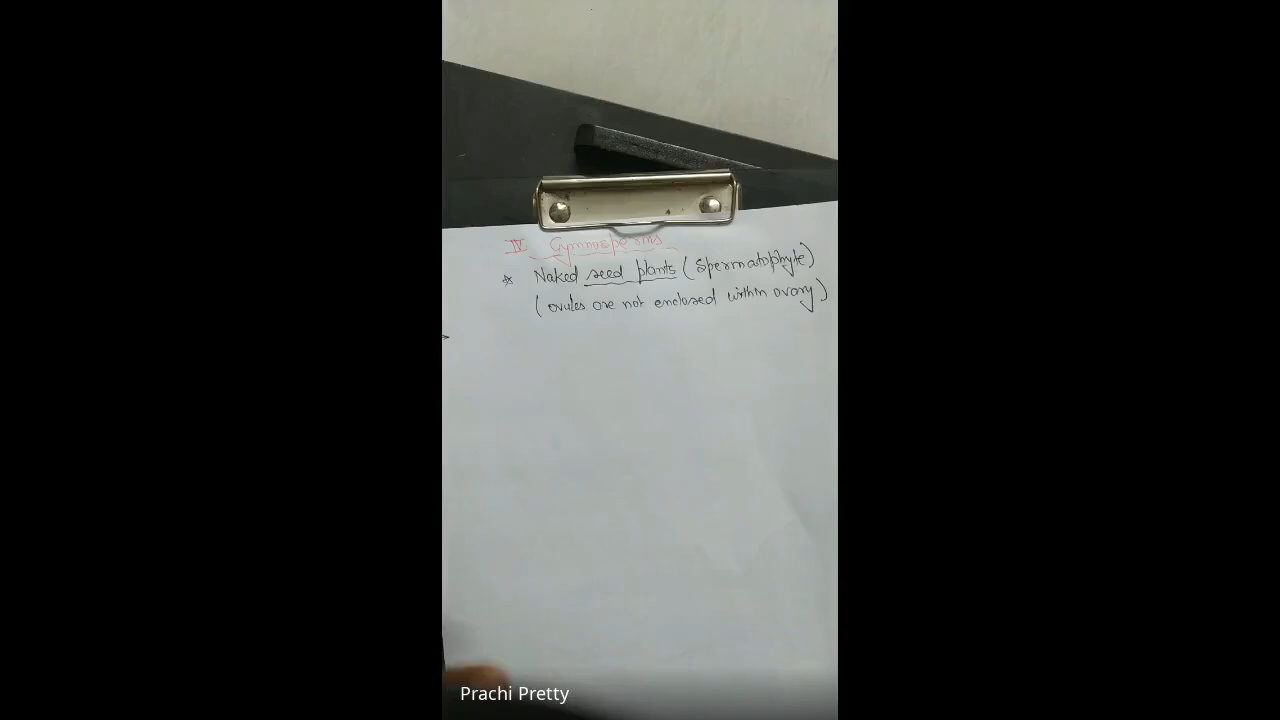 IV Gymnosperms
* Naked seed plants (Spermatophyte)
(ovules are not enclosed within ovary)
Prachi Pretty